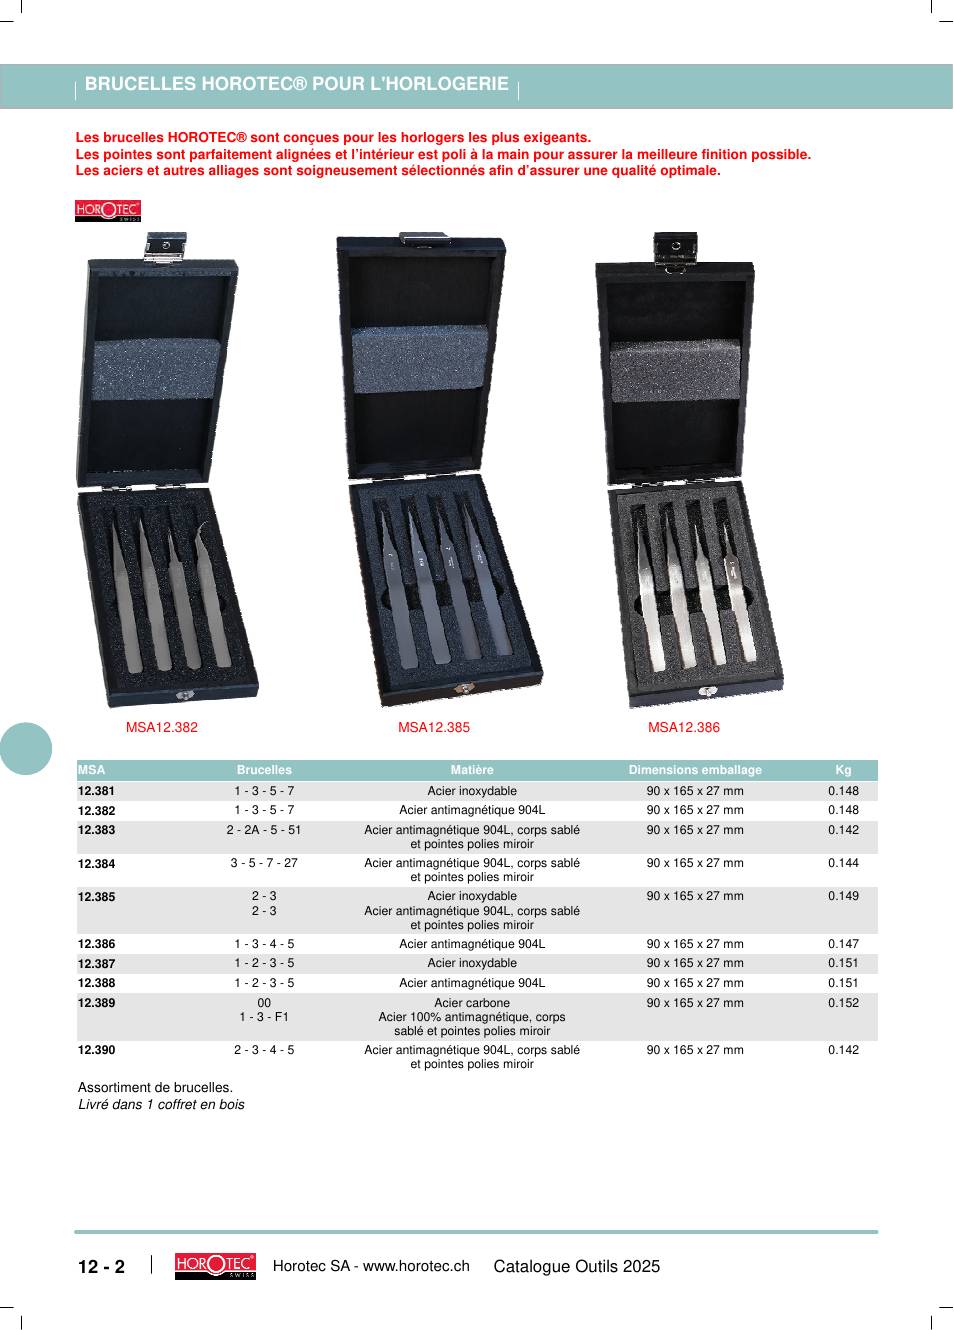 BRUCELLES HOROTEC® POUR L'HORLOGERIE
Les brucelles HOROTEC® sont conçues pour les horlogers les plus exigeants.
Les pointes sont parfaitement alignées et l'intérieur est poli à la main pour assurer la meilleure finition possible.
Les aciers et autres alliages sont soigneusement sélectionnés afin d'assurer une qualité optimale.
HOROTEC®
SWISS
MSA12.382 MSA12.385 MSA12.386
MSA Brucelles Matière Dimensions emballage Kg
12.381 1 - 3 - 5 - 7 Acier inoxydable 90 x 165 x 27 mm 0.148
12.382 1 - 3 - 5 - 7 Acier antimagnétique 904L 90 x 165 x 27 mm 0.148
12.383 2 - 2A - 5 - 51 Acier antimagnétique 904L, corps sablé 90 x 165 x 27 mm 0.142
et pointes polies miroir
12.384 3 - 5 - 7 - 27 Acier antimagnétique 904L, corps sablé 90 x 165 x 27 mm 0.144
et pointes polies miroir
12.385 2 - 3 Acier inoxydable 90 x 165 x 27 mm 0.149
2 - 3 Acier antimagnétique 904L, corps sablé
et pointes polies miroir
12.386 1 - 3 - 4 - 5 Acier antimagnétique 904L 90 x 165 x 27 mm 0.147
12.387 1 - 2 - 3 - 5 Acier inoxydable 90 x 165 x 27 mm 0.151
12.388 1 - 2 - 3 - 5 Acier antimagnétique 904L 90 x 165 x 27 mm 0.151
12.389 00 Acier carbone 90 x 165 x 27 mm 0.152
1 - 3 - F1 Acier 100% antimagnétique, corps
sablé et pointes polies miroir
12.390 2 - 3 - 4 - 5 Acier antimagnétique 904L, corps sablé 90 x 165 x 27 mm 0.142
et pointes polies miroir
Assortiment de brucelles.
Livré dans 1 coffret en bois
12 - 2 HOROTEC® SWISS Horotec SA - www.horotec.ch Catalogue Outils 2025